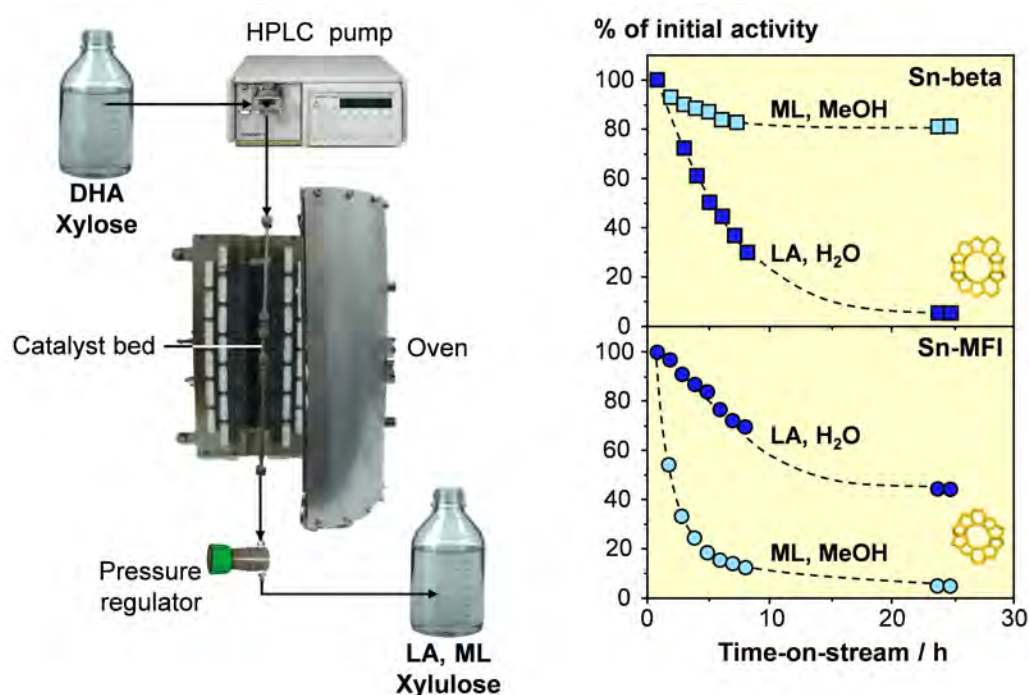 HPLC pump
DHA
Xylose
Catalyst bed
Oven
Pressure
regulator
LA, ML
Xylulose
% of initial activity
Sn-beta
100
80
60
40
20
0
ML, MeOH
LA, H₂O
Sn-MFI
100
80
60
40
20
0
LA, H₂O
ML, MeOH
0
10
20
30
Time-on-stream / h